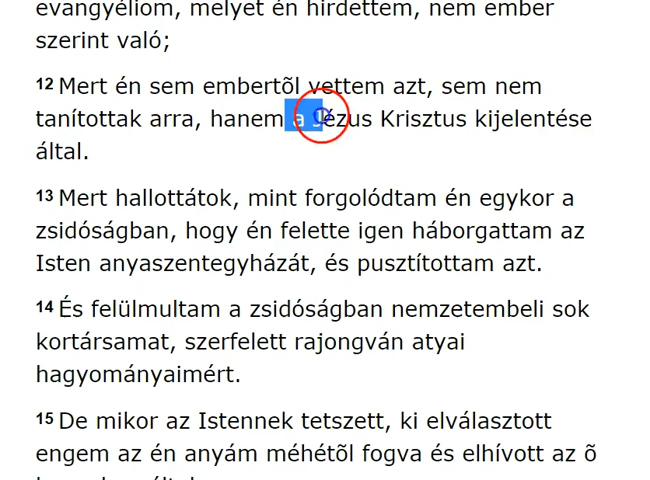 evangyéliom, melyet én hirdettem, nem ember
szerint való;
12 Mert én sem embertõl vettem azt, sem nem
tanítottak arra, hanem a Jézus Krisztus kijelentése
által.
13 Mert hallottátok, mint forgolódtam én egykor a
zsidóságban, hogy én felette igen háborgattam az
Isten anyaszentegyházát, és pusztítottam azt.
14 És felülmultam a zsidóságban nemzetembeli sok
kortársamat, szerfelett rajongván atyai
hagyományaimért.
15 De mikor az Istennek tetszett, ki elválasztott
engem az én anyám méhétõl fogva és elhívott az õ